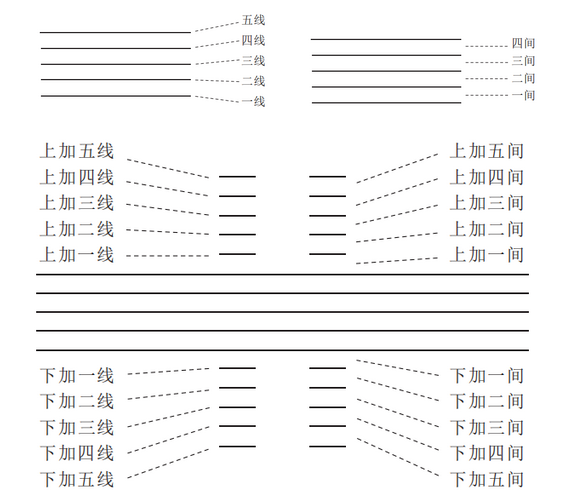 五线
四线
三线
二线
一线
四间
三间
二间
一间
上加五线 上加五间
上加四线 上加四间
上加三线 上加三间
上加二线 上加二间
上加一线 上加一间
下加一线 下加一间
下加二线 下加二间
下加三线 下加三间
下加四线 下加四间
下加五线 下加五间